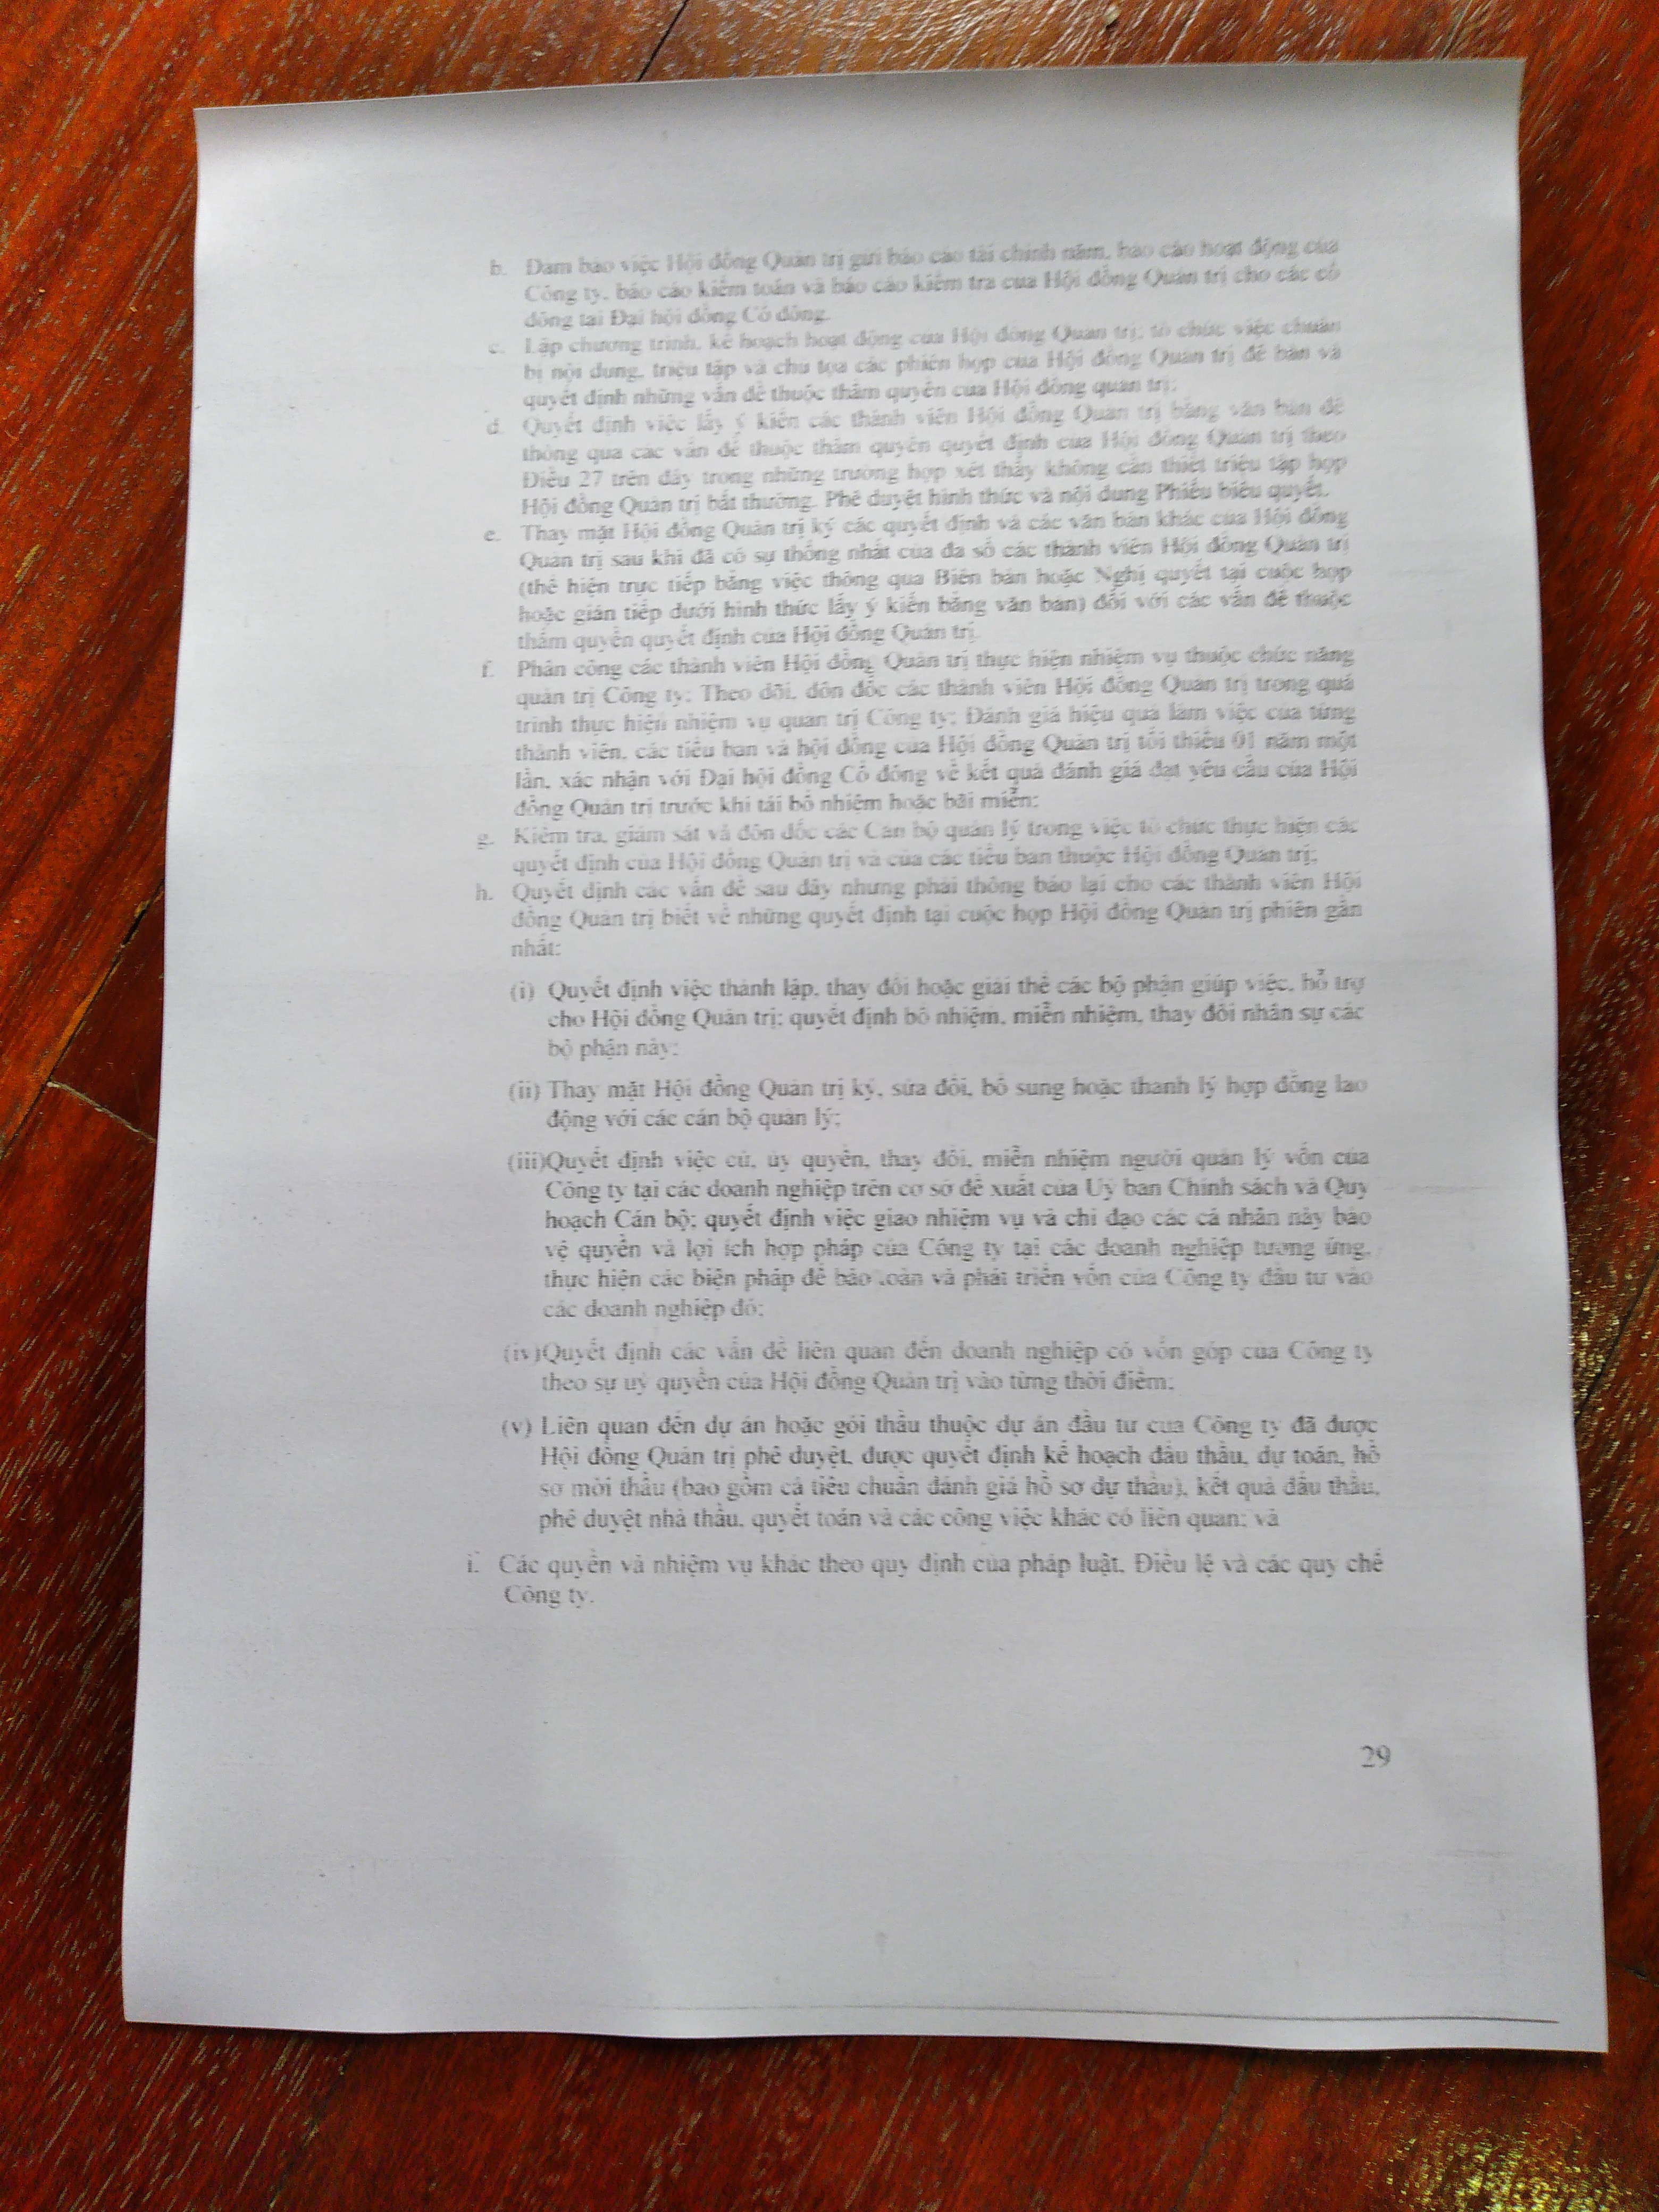 b. Đảm bảo việc Hội đồng Quản trị gửi báo cáo tài chính năm, báo cáo hoạt động của
Công ty, báo cáo kiểm toán và báo cáo kiểm tra của Hội đồng Quản trị cho các cổ
đông tại Đại hội đồng Cổ đông.
c. Lập chương trình, kế hoạch hoạt động của Hội đồng Quản trị; tổ chức việc chuẩn
bị nội dung, triệu tập và chủ tọa các phiên họp của Hội đồng Quản trị để bàn và
quyết định những vấn đề thuộc thẩm quyền của Hội đồng quản trị;
d. Quyết định việc lấy ý kiến các thành viên Hội đồng Quản trị bằng văn bản để
thông qua các vấn đề thuộc thẩm quyền quyết định của Hội đồng Quản trị theo
Điều 27 trên đây trong những trường hợp xét thấy không cần thiết triệu tập họp
Hội đồng Quản trị bất thường. Phê duyệt hình thức và nội dung Phiếu biểu quyết.
e. Thay mặt Hội đồng Quản trị ký các quyết định và các văn bản khác của Hội đồng
Quản trị sau khi đã có sự thống nhất của đa số các thành viên Hội đồng Quản trị
(thể hiện trực tiếp bằng việc thông qua Biên bản hoặc Nghị quyết tại cuộc họp
hoặc gián tiếp dưới hình thức lấy ý kiến bằng văn bản) đối với các vấn đề thuộc
thẩm quyền quyết định của Hội đồng Quản trị.
f. Phân công các thành viên Hội đồng Quản trị thực hiện nhiệm vụ thuộc chức năng
quản trị Công ty; Theo dõi, đôn đốc các thành viên Hội đồng Quản trị trong quá
trình thực hiện nhiệm vụ quản trị Công ty; Đánh giá hiệu quả làm việc của từng
thành viên, các tiểu ban và hội đồng của Hội đồng Quản trị tối thiểu 01 năm một
lần, xác nhận với Đại hội đồng Cổ đông về kết quả đánh giá đạt yêu cầu của Hội
đồng Quản trị trước khi tái bổ nhiệm hoặc bãi miễn;
g. Kiểm tra, giám sát và đôn đốc các Cán bộ quản lý trong việc tổ chức thực hiện các
quyết định của Hội đồng Quản trị và của các tiểu ban thuộc Hội đồng Quản trị;
h. Quyết định các vấn đề sau đây nhưng phải thông báo lại cho các thành viên Hội
đồng Quản trị biết về những quyết định tại cuộc họp Hội đồng Quản trị phiên gần
nhất:
(i) Quyết định việc thành lập, thay đổi hoặc giải thể các bộ phận giúp việc, hỗ trợ
cho Hội đồng Quản trị; quyết định bổ nhiệm, miễn nhiệm, thay đổi nhân sự các
bộ phận này;
(ii) Thay mặt Hội đồng Quản trị ký, sửa đổi, bổ sung hoặc thanh lý hợp đồng lao
động với các cán bộ quản lý;
(iii)Quyết định việc cử, ủy quyền, thay đổi, miễn nhiệm người quản lý vốn của
Công ty tại các doanh nghiệp trên cơ sở đề xuất của Uỷ ban Chính sách và Quy
hoạch Cán bộ; quyết định việc giao nhiệm vụ và chỉ đạo các cá nhân này bảo
vệ quyền và lợi ích hợp pháp của Công ty tại các doanh nghiệp tương ứng,
thực hiện các biện pháp để bảo toàn và phát triển vốn của Công ty đầu tư vào
các doanh nghiệp đó;
(iv)Quyết định các vấn đề liên quan đến doanh nghiệp có vốn góp của Công ty
theo sự uỷ quyền của Hội đồng Quản trị vào từng thời điểm;
(v) Liên quan đến dự án hoặc gói thầu thuộc dự án đầu tư của Công ty đã được
Hội đồng Quản trị phê duyệt, được quyết định kế hoạch đấu thầu, dự toán, hồ
sơ mời thầu (bao gồm cả tiêu chuẩn đánh giá hồ sơ dự thầu), kết quả đấu thầu,
phê duyệt nhà thầu, quyết toán và các công việc khác có liên quan; và
i. Các quyền và nhiệm vụ khác theo quy định của pháp luật, Điều lệ và các quy chế
Công ty.
29